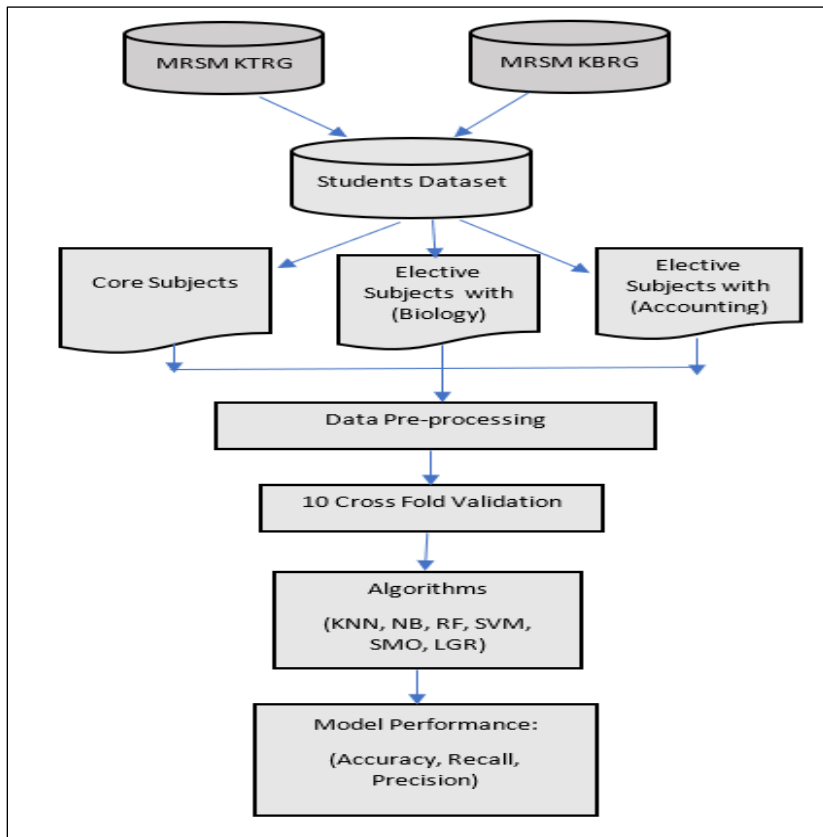 MRSM KTRG
MRSM KBRG
Students Dataset
Core Subjects
Elective
Subjects with
(Biology)
Elective
Subjects with
(Accounting)
Data Pre-processing
10 Cross Fold Validation
Algorithms
(KNN, NB, RF, SVM,
SMO, LGR)
Model Performance:
(Accuracy, Recall,
Precision)